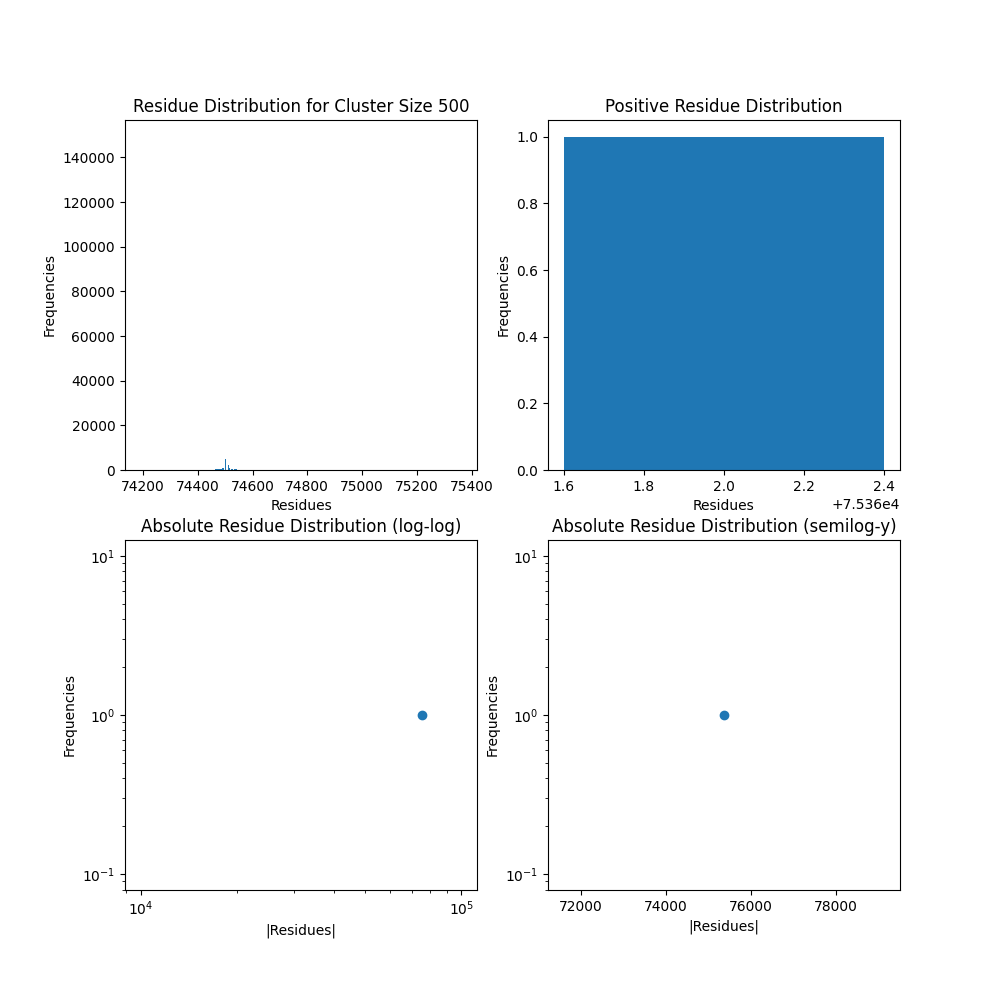 Residue Distribution for Cluster Size 500
Frequencies
140000
120000
100000
80000
60000
40000
20000
0
74200 74400 74600 74800 75000 75200 75400
Residues
Positive Residue Distribution
Frequencies
1.0
0.8
0.6
0.4
0.2
0.0
1.6 1.8 2.0 2.2 2.4
Residues
+7.536e4
Absolute Residue Distribution (log-log)
Frequencies
10¹
10⁰
10⁻¹
10⁴ 10⁵
|Residues|
Absolute Residue Distribution (semilog-y)
Frequencies
10¹
10⁰
10⁻¹
72000 74000 76000 78000
|Residues|